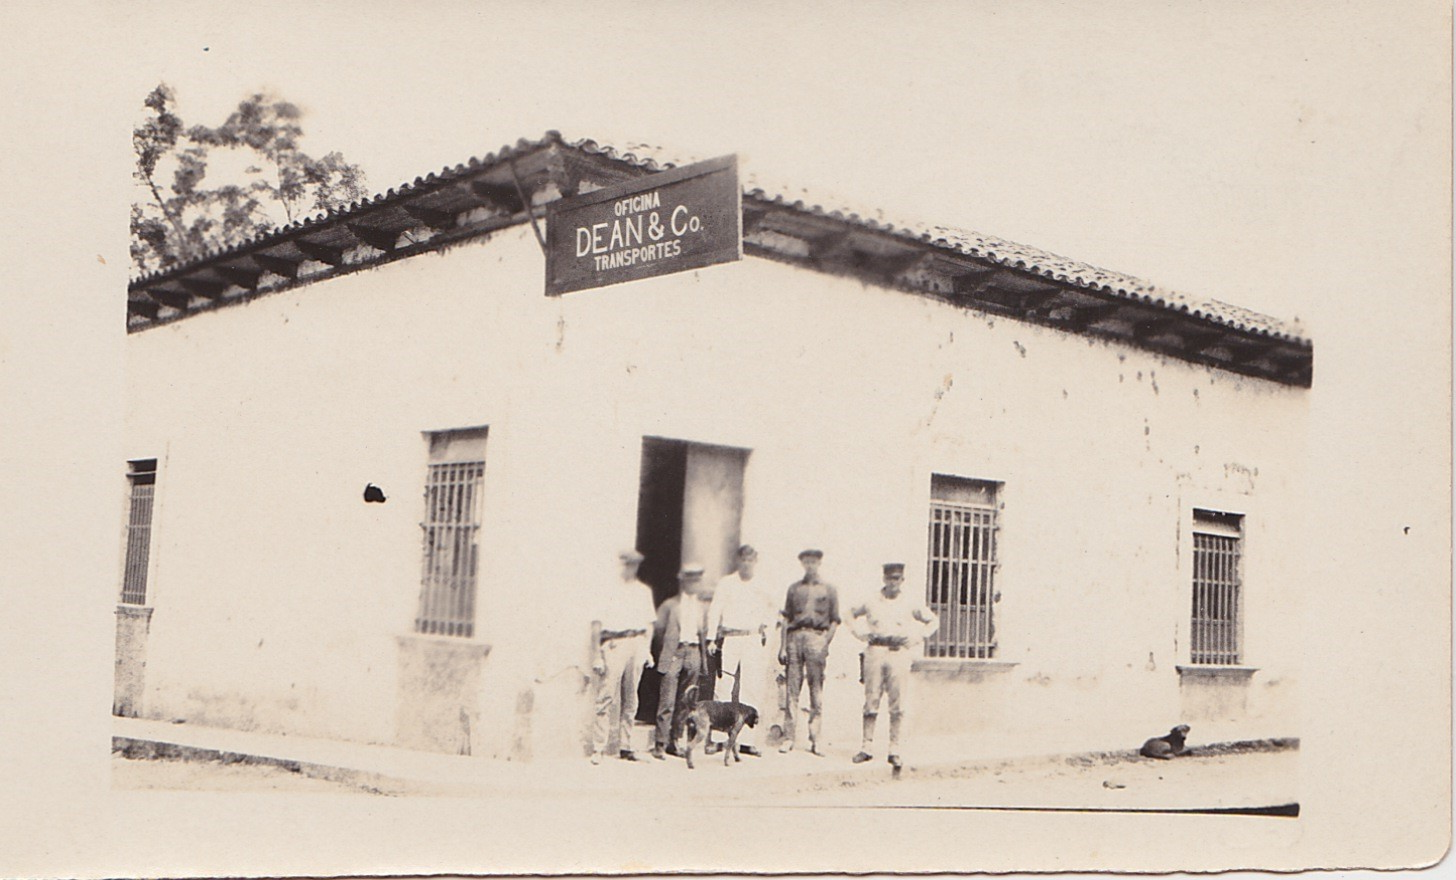 OFICINA
DEAN & Co.
TRANSPORTES